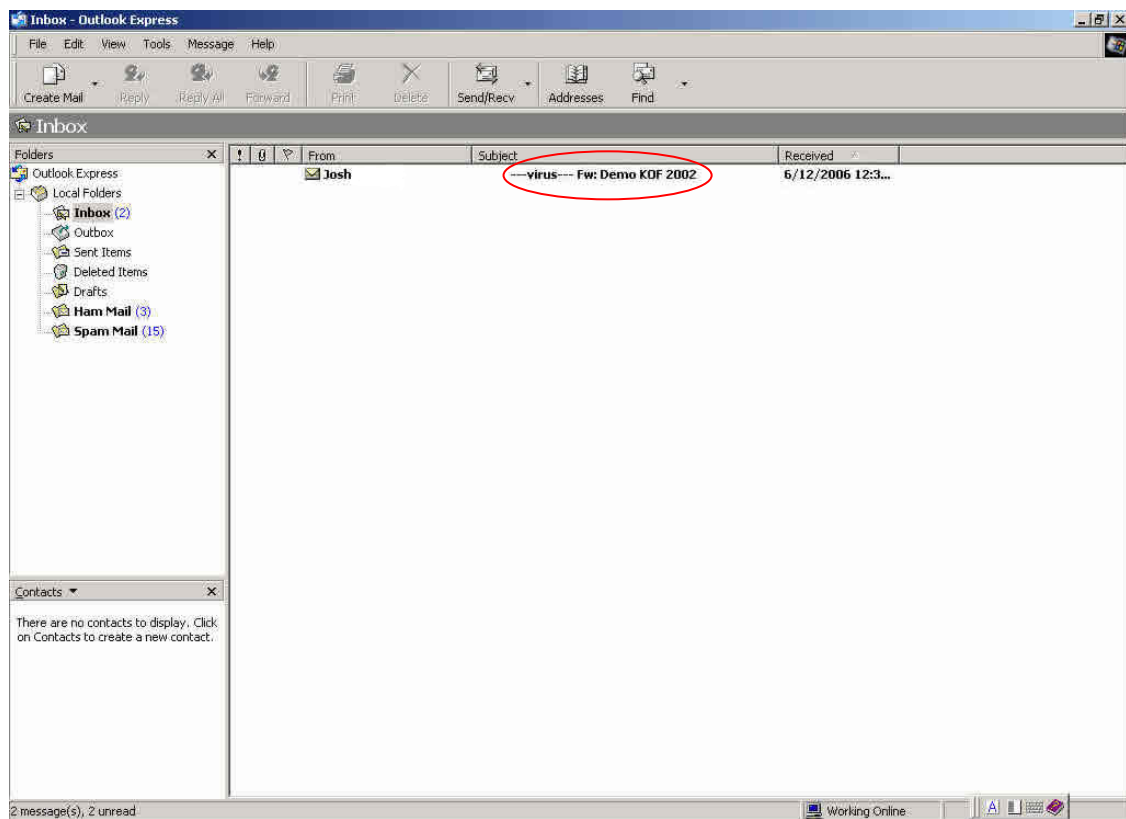 Inbox - Outlook Express
File Edit View Tools Message Help
Create Mail Reply Reply All Forward Print Delete Send/Recv Addresses Find
Inbox
Folders X ! From Subject Received
Outlook Express
Josh ---virus--- Fw: Demo KOF 2002 6/12/2006 12:3...
Local Folders
Inbox (2)
Outbox
Sent Items
Deleted Items
Drafts
Ham Mail (3)
Spam Mail (15)
Contacts X
There are no contacts to display. Click
on Contacts to create a new contact.
2 message(s), 2 unread Working Online A